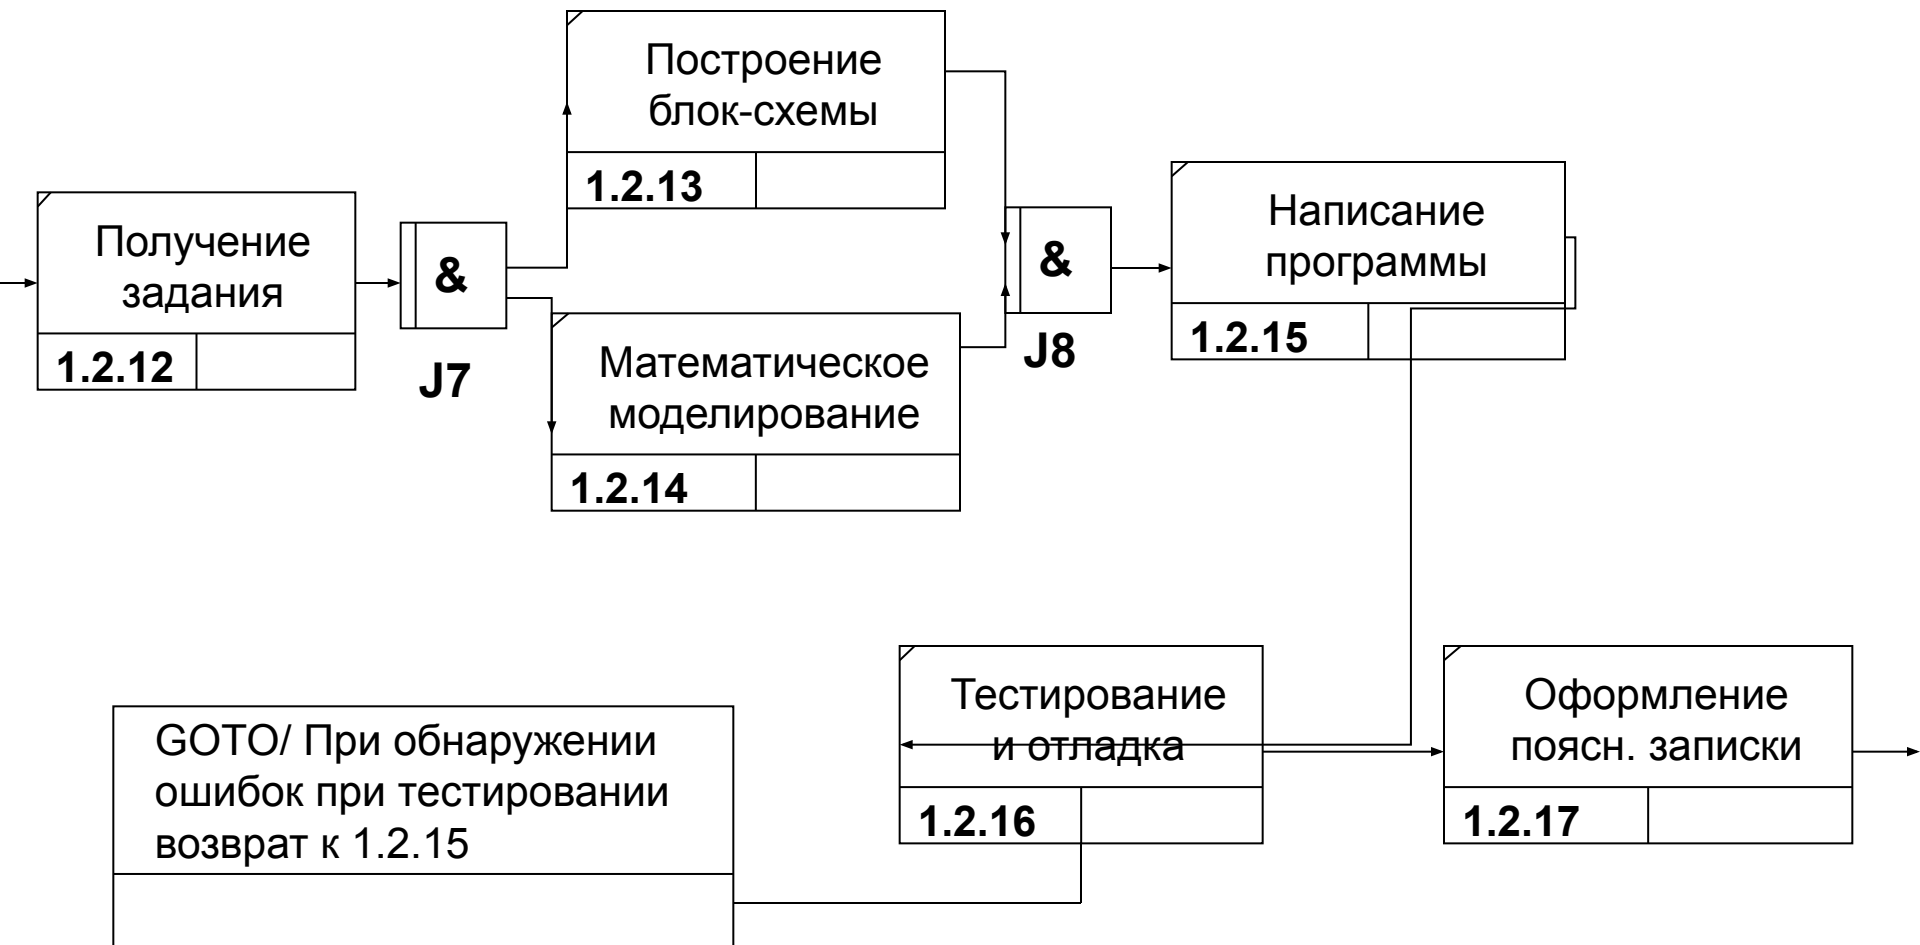 Построение
блок-схемы
1.2.13
Получение
задания
1.2.12
&
J7
Математическое
моделирование
1.2.14
&
J8
Написание
программы
1.2.15
Тестирование
и отладка
1.2.16
Оформление
поясн. записки
1.2.17
GOTO/ При обнаружении
ошибок при тестировании
возврат к 1.2.15